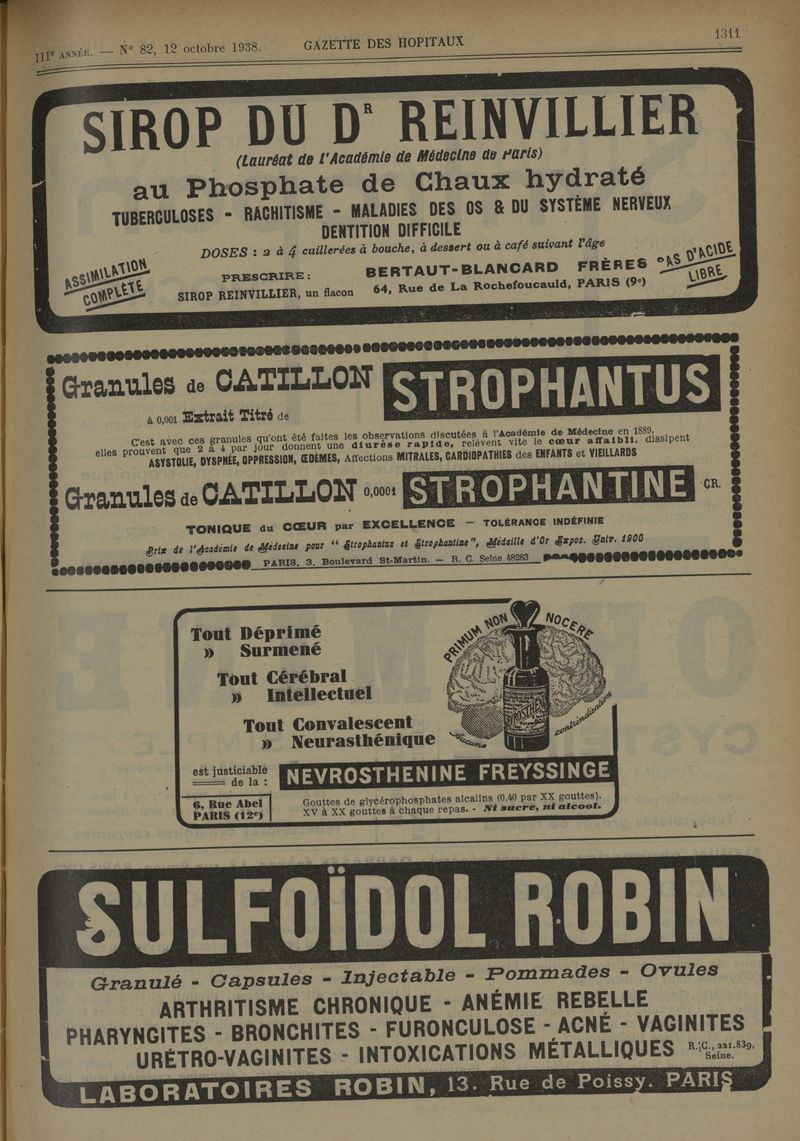 111e ANNÉE. — N° 82, 12 octobre 1938. GAZETTE DES HOPITAUX 1311
SIROP DU Dr REINVILLIER
(Lauréat de l'Académie de Médecine de Paris)
au Phosphate de Chaux hydraté
TUBERCULOSES - RACHITISME - MALADIES DES OS & DU SYSTÈME NERVEUX
DENTITION DIFFICILE
DOSES : 2 à 4 cuillerées à bouche, à dessert ou à café suivant l'âge
ASSIMILATION
COMPLÈTE
PRESCRIRE :
SIROP REINVILLIER, un flacon
BERTAUT-BLANCARD FRÈRES
64, Rue de La Rochefoucauld, PARIS (9e)
PAS D'ACIDE
LIBRE
Granules de CATILLON STROPHANTUS
à 0,001 Extrait Titré de
C'est avec ces granules qu'ont été faites les observations discutées à l'Académie de Médecine en 1889,
elles prouvent que 2 à 4 par jour donnent une diurèse rapide, relèvent vite le cœur affaibli, dissipent
ASYSTOLIE, DYSPNÉE, OPPRESSION, ŒDÈMES, Affections MITRALES, CARDIOPATHIES des ENFANTS et VIEILLARDS
Granules de CATILLON 0,0001 STROPHANTINE CR.
TONIQUE du CŒUR par EXCELLENCE — TOLÉRANCE INDÉFINIE
Prix de l'Académie de Médecine pour "Strophantus et Strophantine", Médaille d'Or Expos. Univ. 1900
PARIS, 3, Boulevard St-Martin. — R. C. Seine 48283
Tout Déprimé
» Surmené
Tout Cérébral
» Intellectuel
Tout Convalescent
» Neurasthénique
PRIMUM NON NOCERE
Aucune contrindication
est justiciable
de la :
NEVROSTHENINE FREYSSINGE
6, Rue Abel
PARIS (12e)
Gouttes de glycérophosphates alcalins (0,40 par XX gouttes).
XV à XX gouttes à chaque repas. - Ni sucre, ni alcool.
SULFOÏDOL ROBIN
Granulé - Capsules - Injectable - Pommades - Ovules
ARTHRITISME CHRONIQUE - ANÉMIE REBELLE
PHARYNGITES - BRONCHITES - FURONCULOSE - ACNÉ - VAGINITES
URÉTRO-VAGINITES - INTOXICATIONS MÉTALLIQUES R. C., 221.839, Seine.
LABORATOIRES ROBIN, 13, Rue de Poissy. PARIS